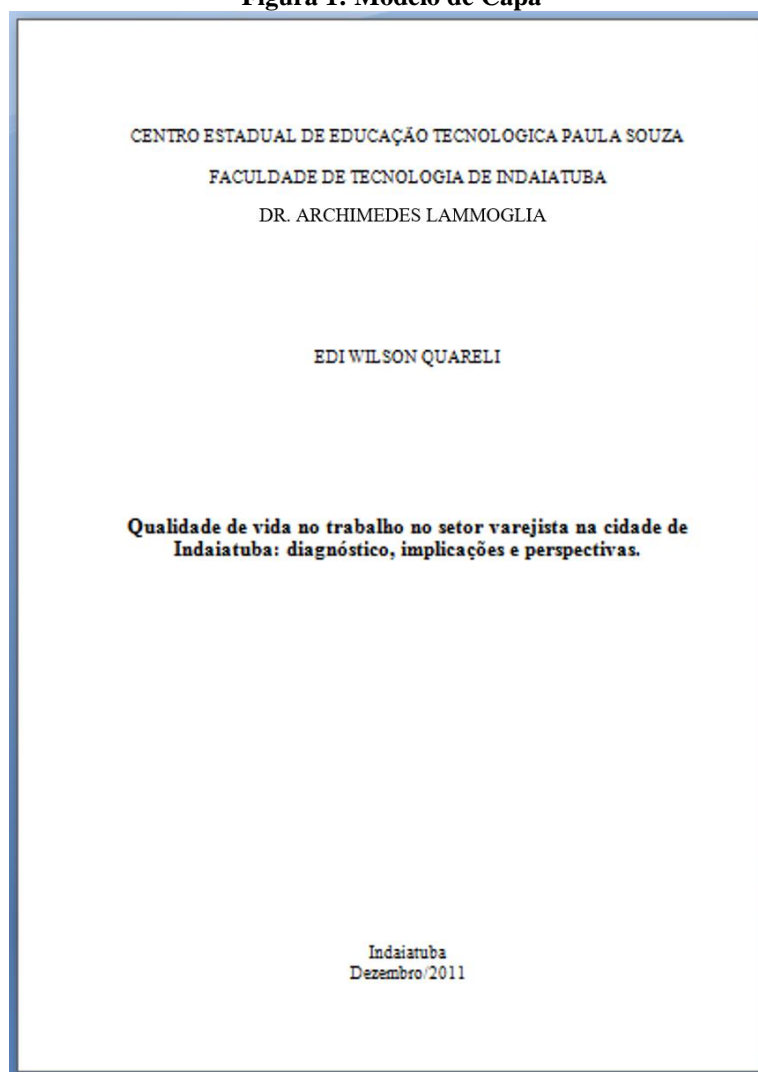 Figura 1: Modelo de Capa
CENTRO ESTADUAL DE EDUCAÇÃO TECNOLOGICA PAULA SOUZA
FACULDADE DE TECNOLOGIA DE INDAIATUBA
DR. ARCHIMEDES LAMMOGLIA
EDI WILSON QUARELI
Qualidade de vida no trabalho no setor varejista na cidade de
Indaiatuba: diagnóstico, implicações e perspectivas.
Indaiatuba
Dezembro/2011